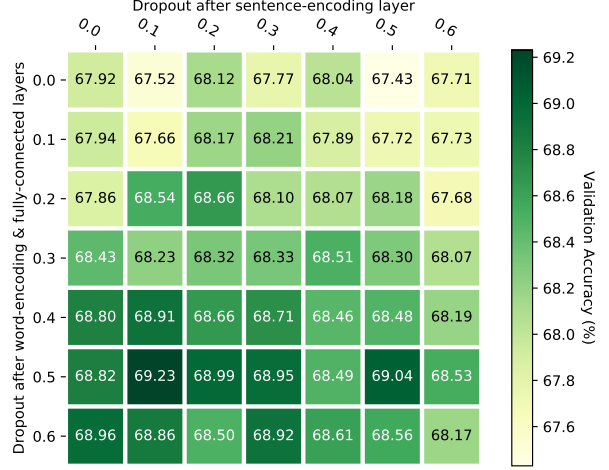 Dropout after sentence-encoding layer
0.0 0.1 0.2 0.3 0.4 0.5 0.6
Dropout after word-encoding & fully-connected layers
0.0 67.92 67.52 68.12 67.77 68.04 67.43 67.71
0.1 67.94 67.66 68.17 68.21 67.89 67.72 67.73
0.2 67.86 68.54 68.66 68.10 68.07 68.18 67.68
0.3 68.43 68.23 68.32 68.33 68.51 68.30 68.07
0.4 68.80 68.91 68.66 68.71 68.46 68.48 68.19
0.5 68.82 69.23 68.99 68.95 68.49 69.04 68.53
0.6 68.96 68.86 68.50 68.92 68.61 68.56 68.17
69.2
69.0
68.8
68.6
68.4
68.2
68.0
67.8
67.6
Validation Accuracy (%)